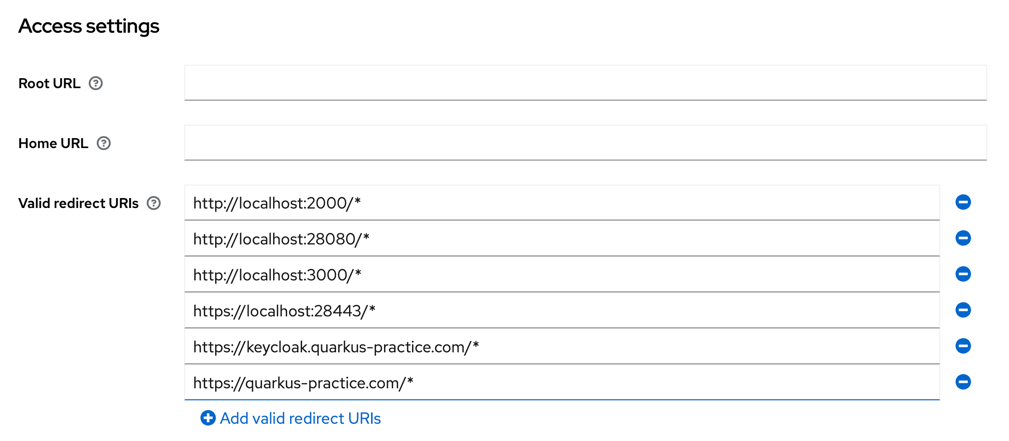 Access settings
Root URL
Home URL
Valid redirect URIs
http://localhost:2000/*
http://localhost:28080/*
http://localhost:3000/*
https://localhost:28443/*
https://keycloak.quarkus-practice.com/*
https://quarkus-practice.com/*
Add valid redirect URIs